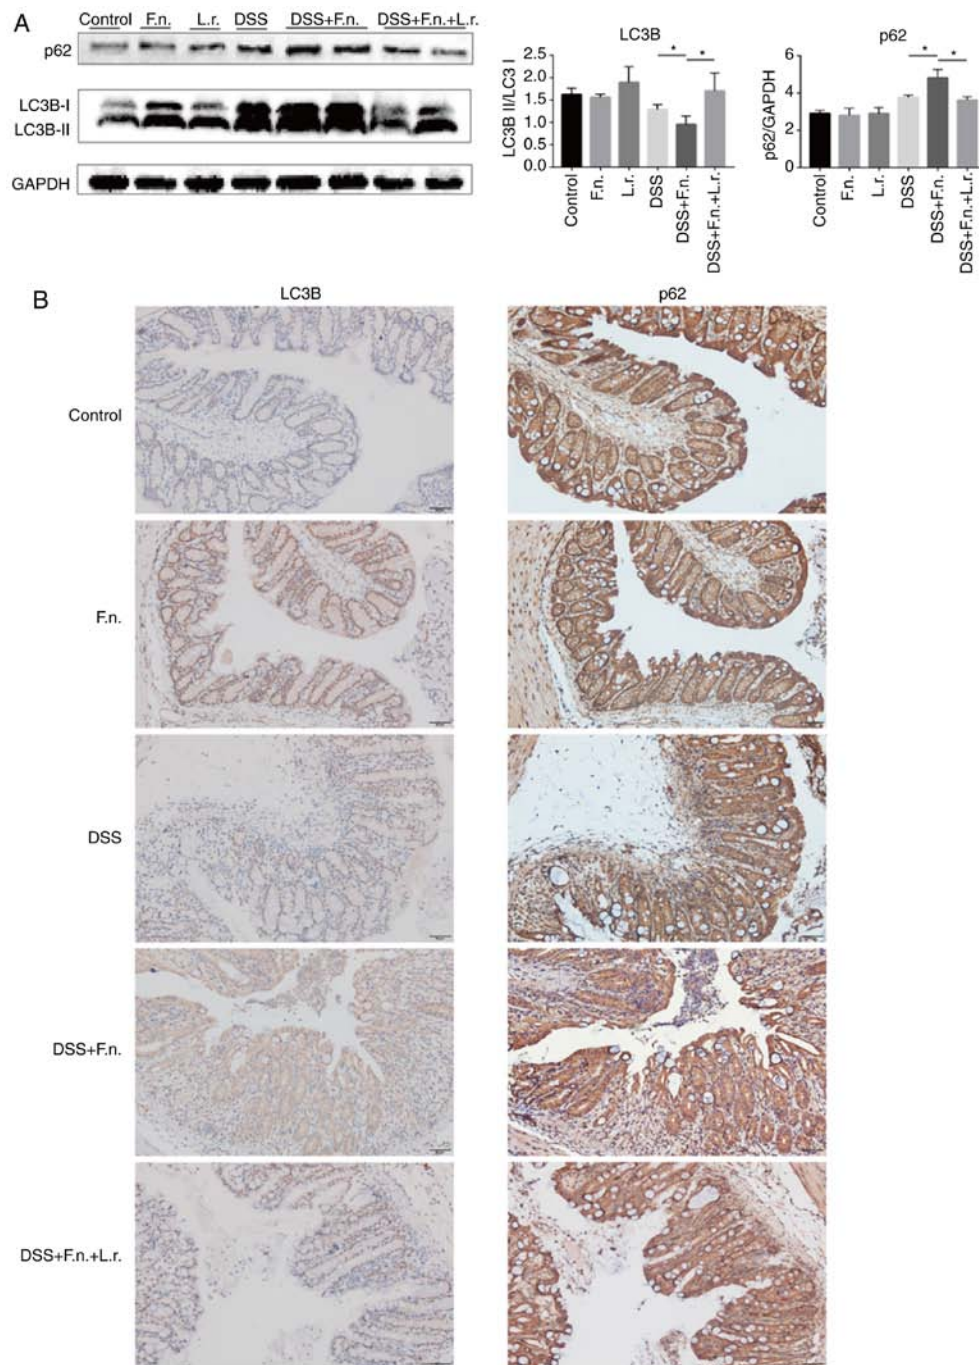 A
Control F.n. L.r. DSS DSS+F.n. DSS+F.n.+L.r.
p62
LC3B-I
LC3B-II
GAPDH
LC3B
LC3B II/LC3 I
2.5
2.0
1.5
1.0
0.5
0.0
* *
Control
F.n.
L.r.
DSS
DSS+F.n.
DSS+F.n.+L.r.
p62
p62/GAPDH
6
4
2
0
* *
Control
F.n.
L.r.
DSS
DSS+F.n.
DSS+F.n.+L.r.
B
LC3B p62
Control
F.n.
DSS
DSS+F.n.
DSS+F.n.+L.r.